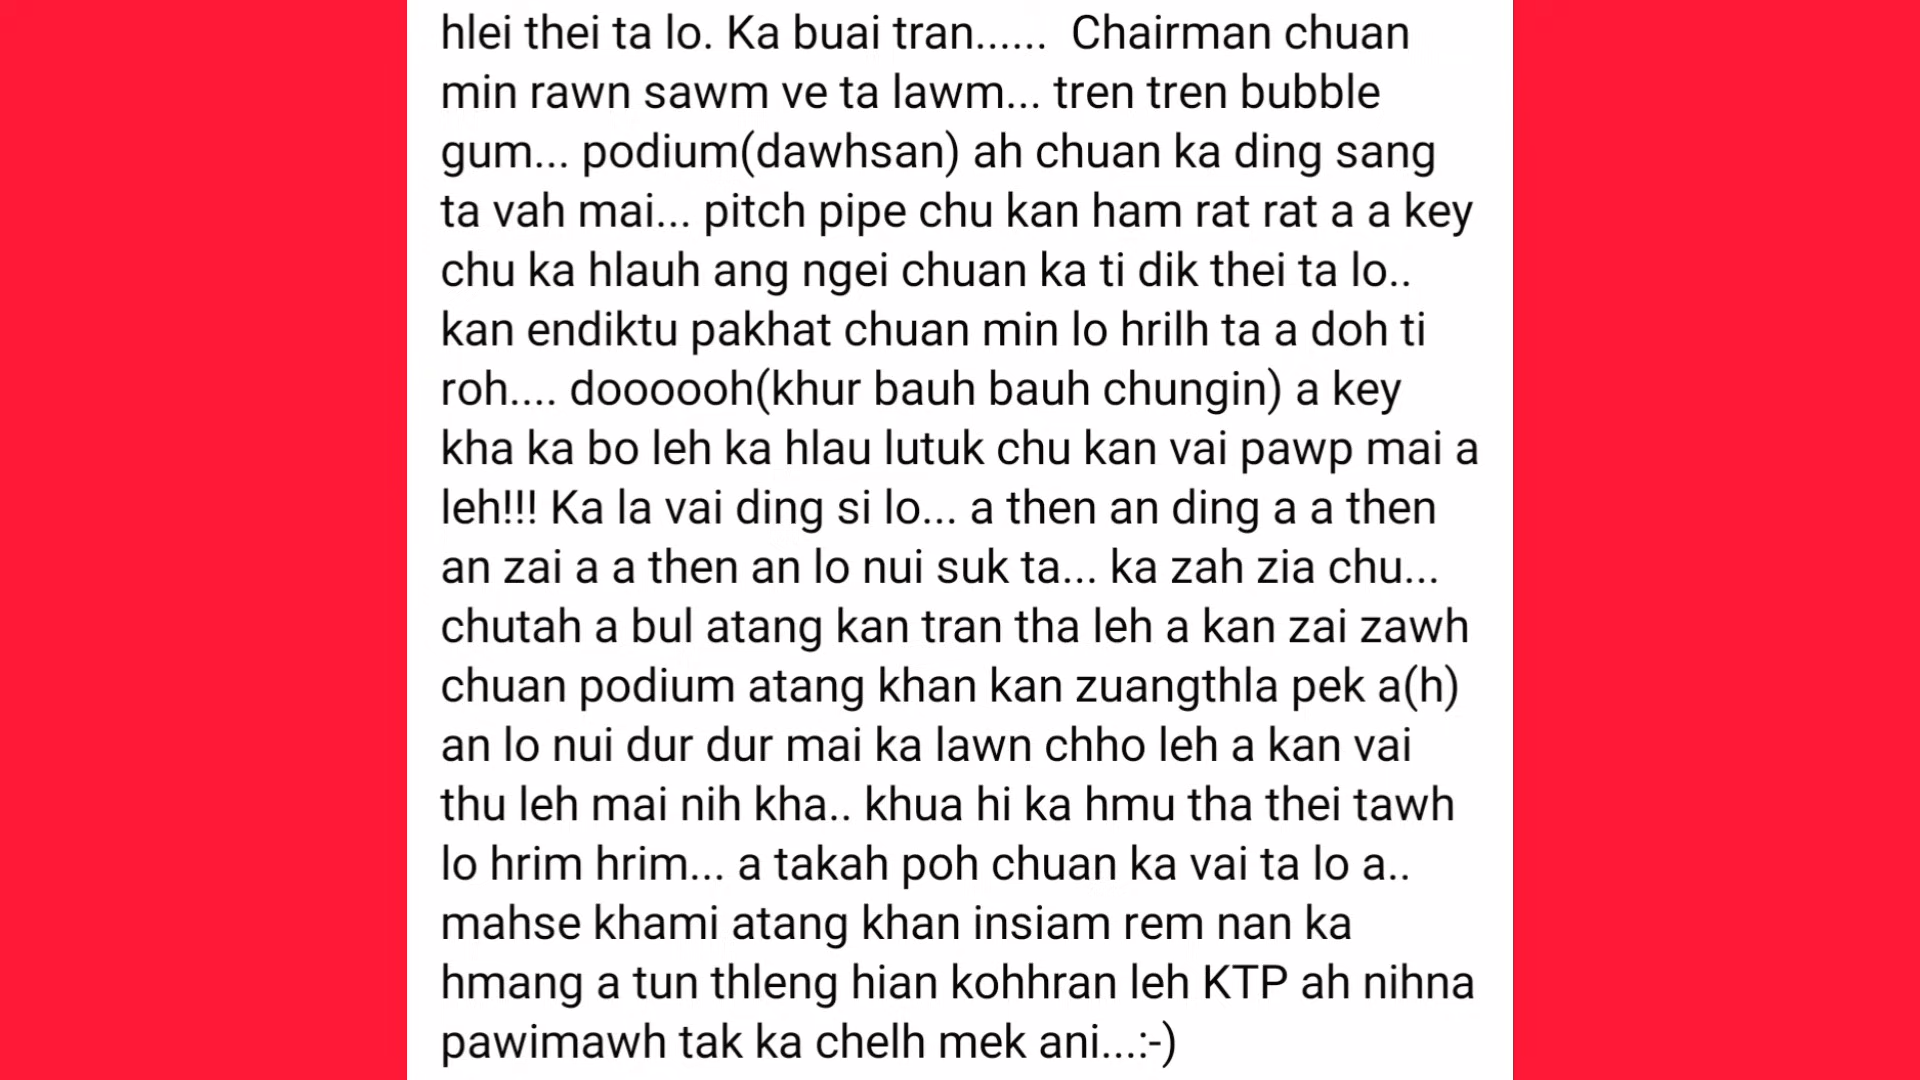 hlei thei ta lo. Ka buai tran......  Chairman chuan
min rawn sawm ve ta lawm... tren tren bubble
gum... podium(dawhsan) ah chuan ka ding sang
ta vah mai... pitch pipe chu kan ham rat rat a a key
chu ka hlauh ang ngei chuan ka ti dik thei ta lo..
kan endiktu pakhat chuan min lo hrilh ta a doh ti
roh.... doooooh(khur bauh bauh chungin) a key
kha ka bo leh ka hlau lutuk chu kan vai pawp mai a
leh!!! Ka la vai ding si lo... a then an ding a a then
an zai a a then an lo nui suk ta... ka zah zia chu...
chutah a bul atang kan tran tha leh a kan zai zawh
chuan podium atang khan kan zuangthla pek a(h)
an lo nui dur dur mai ka lawn chho leh a kan vai
thu leh mai nih kha.. khua hi ka hmu tha thei tawh
lo hrim hrim... a takah poh chuan ka vai ta lo a..
mahse khami atang khan insiam rem nan ka
hmang a tun thleng hian kohhran leh KTP ah nihna
pawimawh tak ka chelh mek ani...:-)